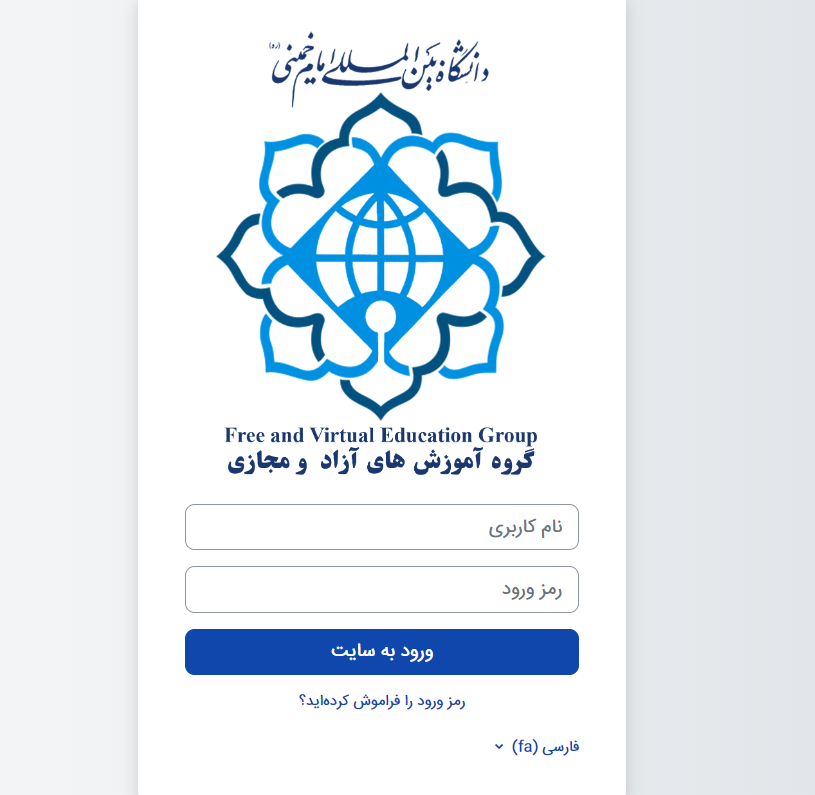 دانشگاه بین المللی امام خمینی (ره)
Free and Virtual Education Group
گروه آموزش های آزاد و مجازی
نام کاربری
رمز ورود
ورود به سایت
رمز ورود را فراموش کرده‌اید؟
فارسی ‎(fa)‎